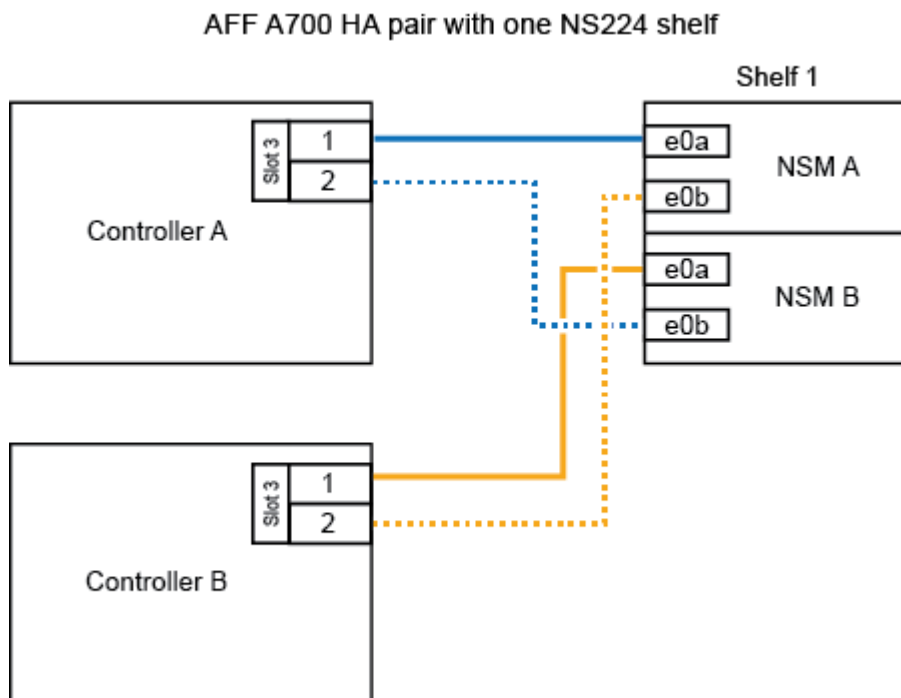 AFF A700 HA pair with one NS224 shelf
Shelf 1
Slot 3
1
2
Controller A
e0a
e0b
NSM A
e0a
e0b
NSM B
Slot 3
1
2
Controller B